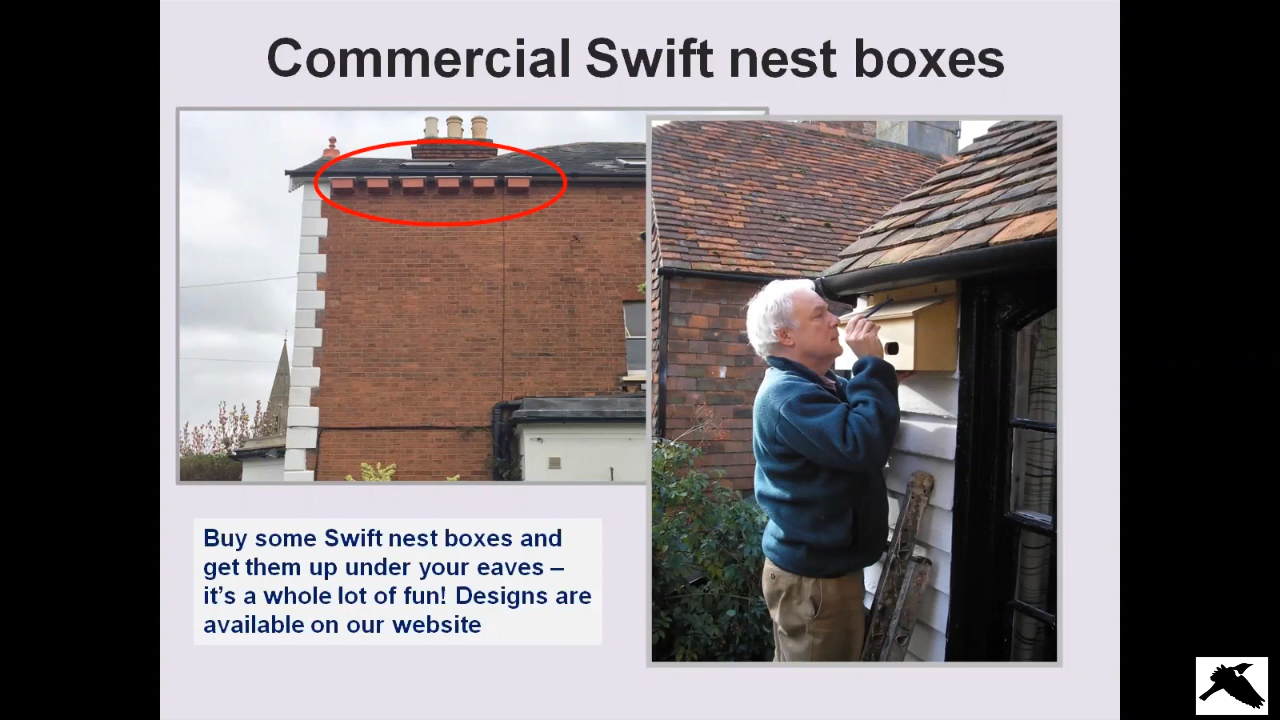 Commercial Swift nest boxes
Buy some Swift nest boxes and
get them up under your eaves –
it's a whole lot of fun! Designs are
available on our website